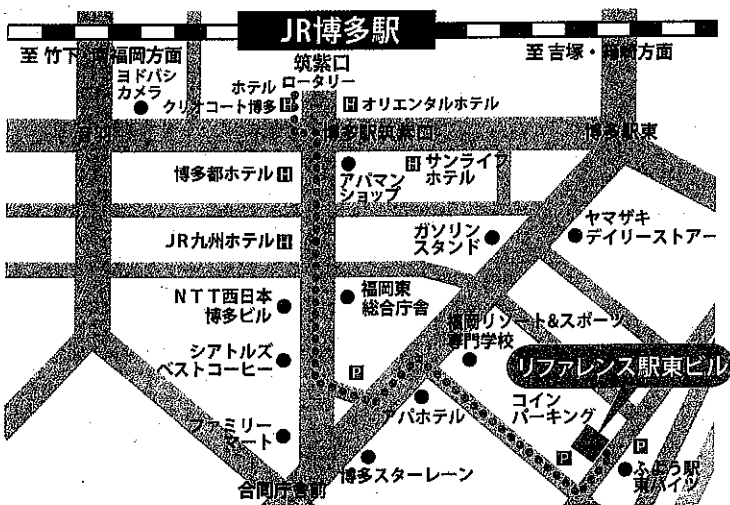 JR博多駅
至 竹下・南福岡方面
筑紫口
ロータリー
至 吉塚・箱崎方面
ヨドバシ
カメラ
ホテル
クリオコート博多 H
H オリエンタルホテル
博多駅筑紫口
博多駅東
博多都ホテル H
アパマン
ショップ
H サンライフ
ホテル
JR九州ホテル H
ガソリン
スタンド
ヤマザキ
デイリーストアー
NTT西日本
博多ビル
福岡東
総合庁舎
福岡リゾート&スポーツ
専門学校
シアトルズ
ベストコーヒー
P
リファレンス駅東ビル
ファミリー
マート
アパホテル
コイン
パーキング
P
P
合同庁舎前
博多スターレーン
ふよう駅
東ハイツ